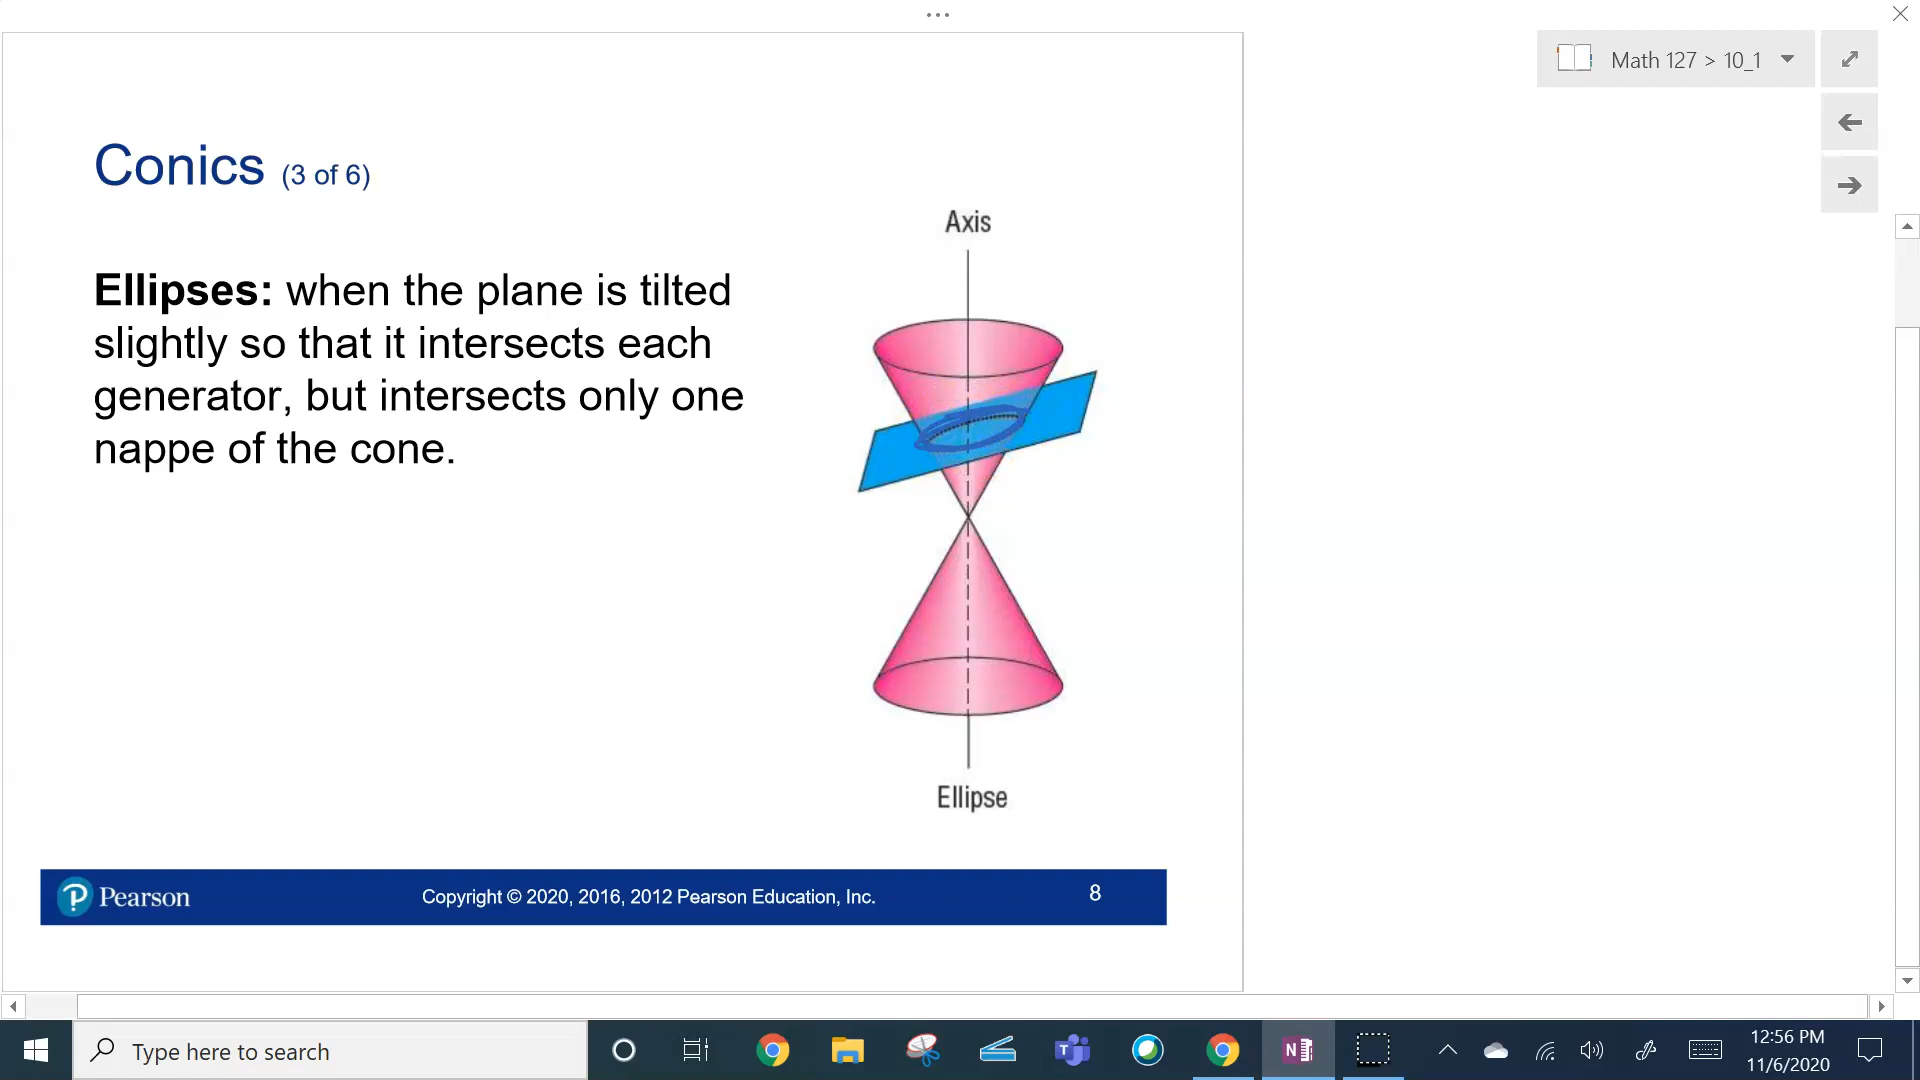 Math 127 > 10_1
Conics (3 of 6)
Axis
Ellipses: when the plane is tilted
slightly so that it intersects each
generator, but intersects only one
nappe of the cone.
Ellipse
Pearson
Copyright © 2020, 2016, 2012 Pearson Education, Inc.
8
Type here to search
12:56 PM
11/6/2020